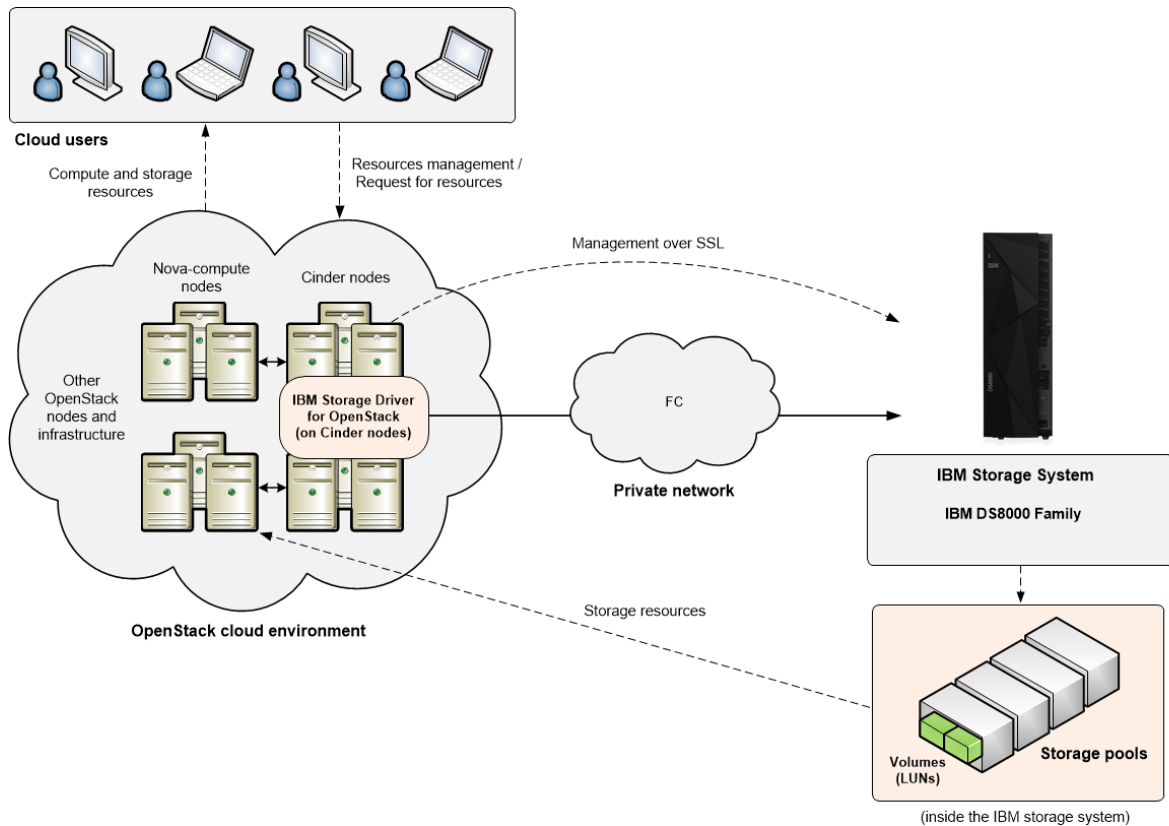 Cloud users
Compute and storage
resources
Resources management /
Request for resources
Management over SSL
Nova-compute
nodes
Cinder nodes
Other
OpenStack
nodes and
infrastructure
IBM Storage Driver
for OpenStack
(on Cinder nodes)
FC
Private network
IBM Storage System
IBM DS8000 Family
OpenStack cloud environment
Storage resources
Volumes
(LUNs)
Storage pools
(inside the IBM storage system)